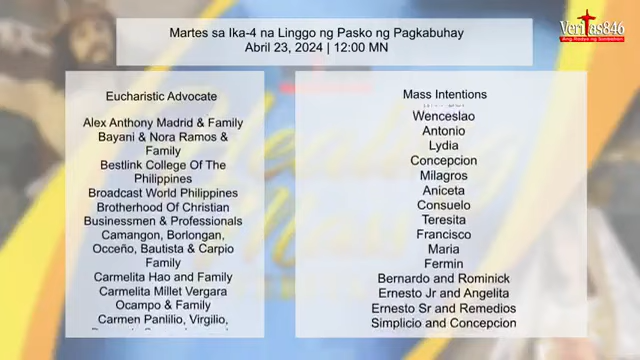 Martes sa Ika-4 na Linggo ng Pasko ng Pagkabuhay
Abril 23, 2024 | 12:00 MN
Veritas846
Ang Radyo ng Simbahan
Eucharistic Advocate
Alex Anthony Madrid & Family
Bayani & Nora Ramos &
Family
Bestlink College Of The
Philippines
Broadcast World Philippines
Brotherhood Of Christian
Businessmen & Professionals
Camangon, Borlongan,
Occeño, Bautista & Carpio
Family
Carmelita Hao and Family
Carmelita Millet Vergara
Ocampo & Family
Carmen Panlilio, Virgilio,
Mass Intentions
Wenceslao
Antonio
Lydia
Concepcion
Milagros
Aniceta
Consuelo
Teresita
Francisco
Maria
Fermin
Bernardo and Rominick
Ernesto Jr and Angelita
Ernesto Sr and Remedios
Simplicio and Concepcion